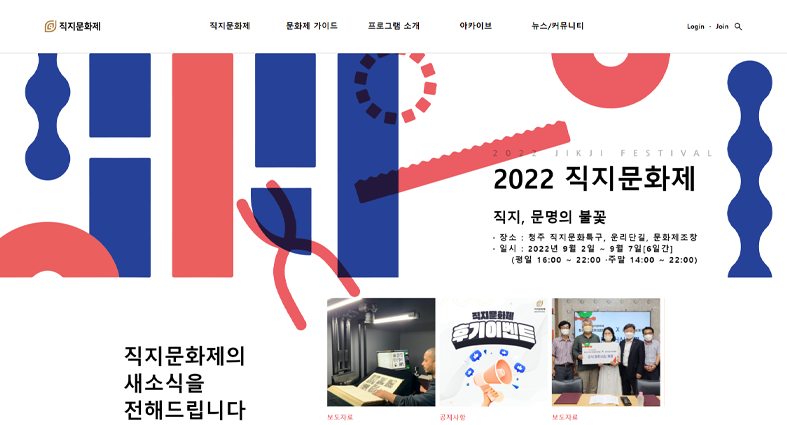 직지문화제
직지문화제
문화제 가이드
프로그램 소개
아카이브
뉴스/커뮤니티
Login · Join
2022 JIKJI FESTIVAL
2022 직지문화제
직지, 문명의 불꽃
· 장소 : 청주 직지문화특구, 운리단길, 문화제조창
· 일시 : 2022년 9월 2일 ~ 9월 7일[6일간]
(평일 16:00 ~ 22:00 ·주말 14:00 ~ 22:00)
직지문화제의
새소식을
전해드립니다
직지문화제
후기이벤트
보도자료
공지사항
보도자료